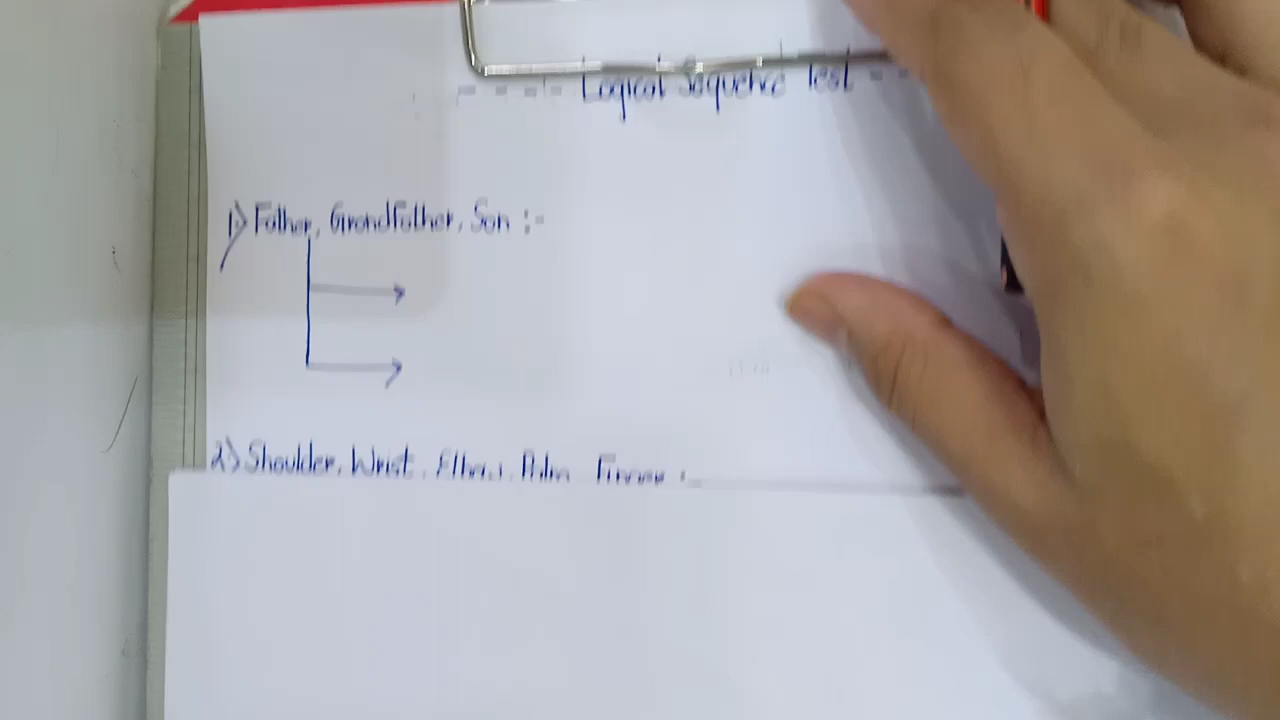 ---- Logical Sequence Test --
1) Father, Grandfather, Son :-
2) Shoulder, Wrist, Elbow, Palm, Finger :-